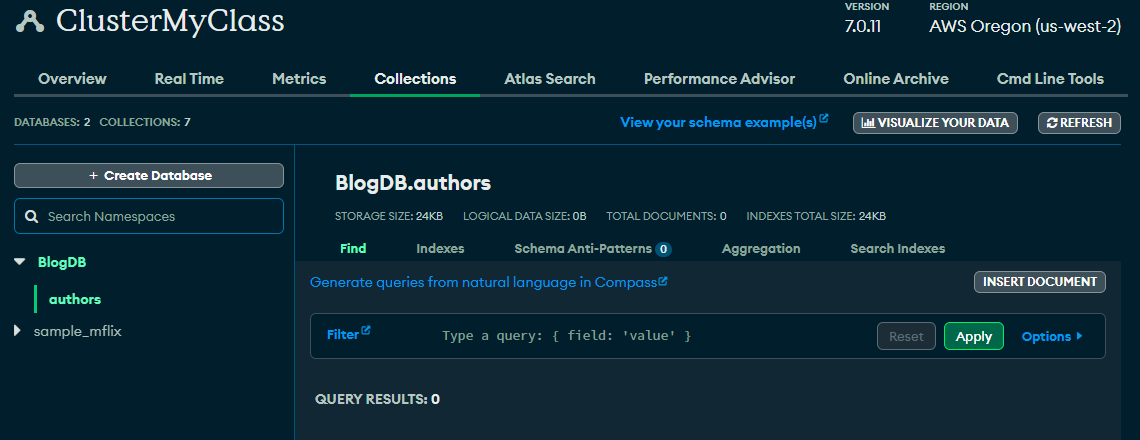 ClusterMyClass
VERSION
7.0.11
REGION
AWS Oregon (us-west-2)
Overview
Real Time
Metrics
Collections
Atlas Search
Performance Advisor
Online Archive
Cmd Line Tools
DATABASES: 2 COLLECTIONS: 7
View your schema example(s)
VISUALIZE YOUR DATA
REFRESH
+ Create Database
Search Namespaces
BlogDB
authors
sample_mflix
BlogDB.authors
STORAGE SIZE: 24KB LOGICAL DATA SIZE: 0B TOTAL DOCUMENTS: 0 INDEXES TOTAL SIZE: 24KB
Find
Indexes
Schema Anti-Patterns 0
Aggregation
Search Indexes
Generate queries from natural language in Compass
INSERT DOCUMENT
Filter
Type a query: { field: 'value' }
Reset
Apply
Options
QUERY RESULTS: 0